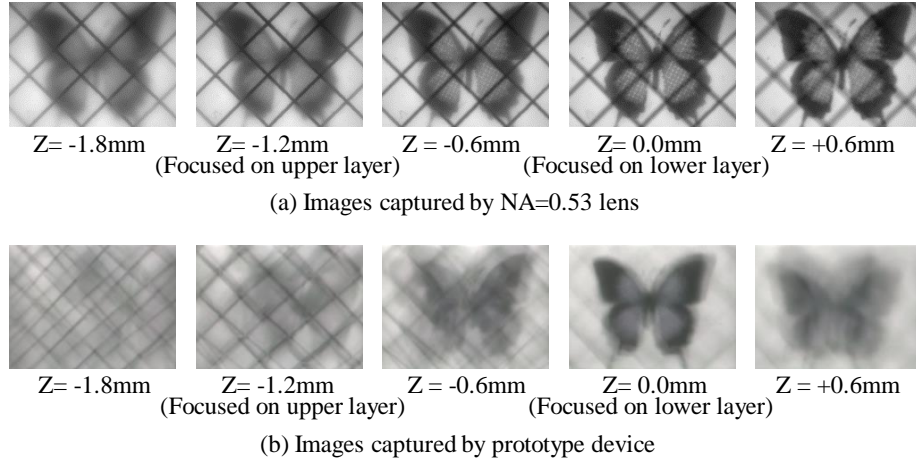 Z= -1.8mm Z= -1.2mm Z = -0.6mm Z= 0.0mm Z = +0.6mm
(Focused on upper layer) (Focused on lower layer)
(a) Images captured by NA=0.53 lens
Z= -1.8mm Z= -1.2mm Z = -0.6mm Z= 0.0mm Z = +0.6mm
(Focused on upper layer) (Focused on lower layer)
(b) Images captured by prototype device